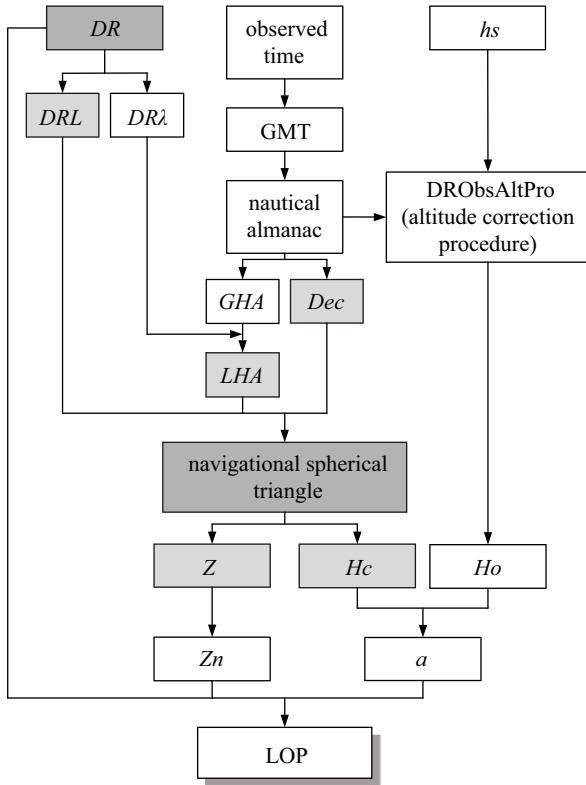 DR
observed
time
hs
DRL
DRλ
GMT
nautical
almanac
DRObsAltPro
(altitude correction
procedure)
GHA
Dec
LHA
navigational spherical
triangle
Z
Hc
Ho
Zn
a
LOP